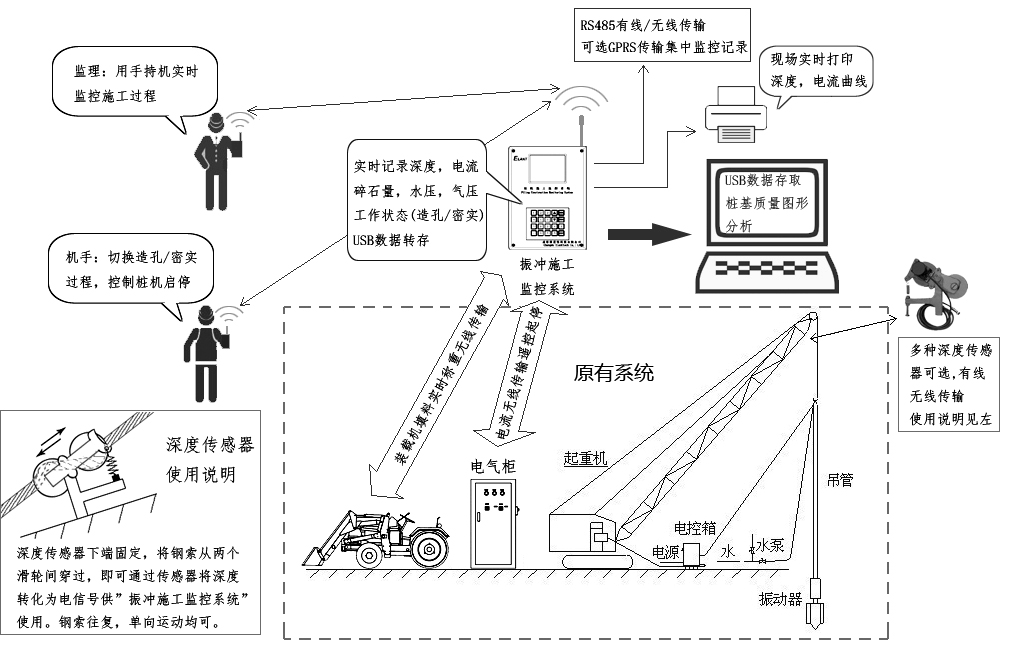 RS485有线/无线传输
可选GPRS传输集中监控记录
现场实时打印
深度，电流曲线
监理：用手持机实时
监控施工过程
实时记录深度，电流
碎石量，水压，气压
工作状态(造孔/密实)
USB数据转存
ELANT
USB数据存取
桩基质量图形
分析
振冲施工
监控系统
机手：切换造孔/密实
过程，控制桩机启停
装载机填料实时称重无线传输
电流无线传输遥控起停
原有系统
多种深度传感
器可选,有线
无线传输
使用说明见左
深度传感器
使用说明
深度传感器下端固定，将钢索从两个
滑轮间穿过，即可通过传感器将深度
转化为电信号供”振冲施工监控系统”
使用。钢索往复，单向运动均可。
电气柜
起重机
吊管
电控箱
电源
水
水泵
振动器